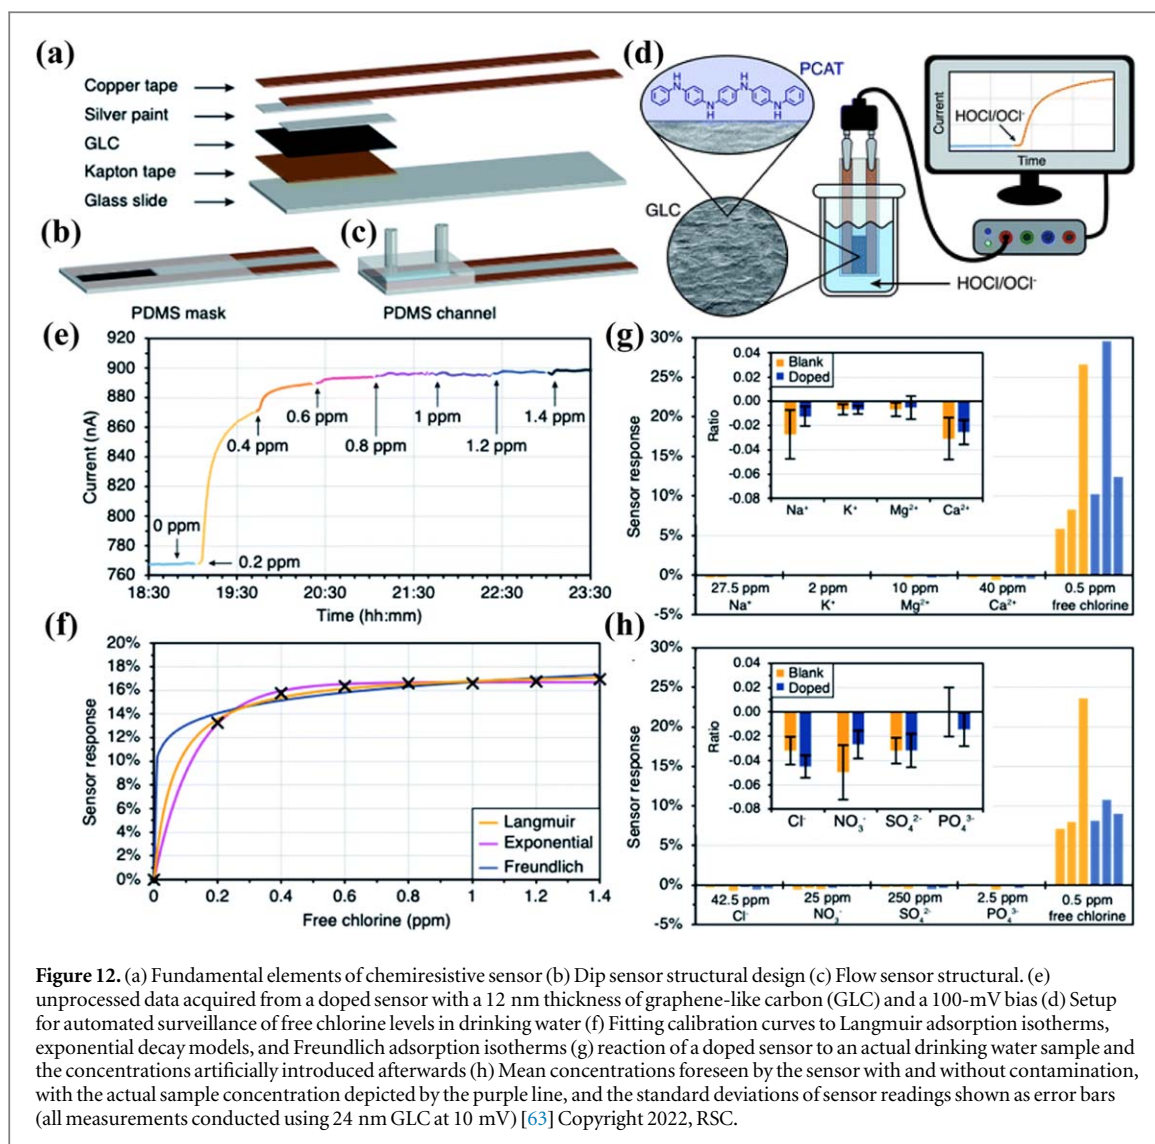 (a)
Copper tape
Silver paint
GLC
Kapton tape
Glass slide
(b)
PDMS mask
(c)
PDMS channel
(d)
PCAT
H
N
H
N
N
H
N
H
GLC
HOCl/OCl⁻
Current
HOCl/OCl⁻
Time
(e)
920
900
880
860
840
820
800
780
760
Current (nA)
0 ppm
0.2 ppm
0.4 ppm
0.6 ppm
0.8 ppm
1 ppm
1.2 ppm
1.4 ppm
18:30 19:30 20:30 21:30 22:30 23:30
Time (hh:mm)
(f)
20%
18%
16%
14%
12%
10%
8%
6%
4%
2%
0%
Sensor response
Langmuir
Exponential
Freundlich
0 0.2 0.4 0.6 0.8 1 1.2 1.4
Free chlorine (ppm)
(g)
30%
25%
20%
15%
10%
5%
0%
-5%
Sensor response
0.04
0.02
0.00
-0.02
-0.04
-0.06
-0.08
Ratio
Blank
Doped
Na⁺ K⁺ Mg²⁺ Ca²⁺
27.5 ppm 2 ppm 10 ppm 40 ppm 0.5 ppm
Na⁺ K⁺ Mg²⁺ Ca²⁺ free chlorine
(h)
30%
25%
20%
15%
10%
5%
0%
-5%
Sensor response
0.04
0.02
0.00
-0.02
-0.04
-0.06
-0.08
Ratio
Blank
Doped
Cl⁻ NO₃⁻ SO₄²⁻ PO₄³⁻
42.5 ppm 25 ppm 250 ppm 2.5 ppm 0.5 ppm
Cl⁻ NO₃⁻ SO₄²⁻ PO₄³⁻ free chlorine
Figure 12. (a) Fundamental elements of chemiresistive sensor (b) Dip sensor structural design (c) Flow sensor structural. (e)
unprocessed data acquired from a doped sensor with a 12 nm thickness of graphene-like carbon (GLC) and a 100-mV bias (d) Setup
for automated surveillance of free chlorine levels in drinking water (f) Fitting calibration curves to Langmuir adsorption isotherms,
exponential decay models, and Freundlich adsorption isotherms (g) reaction of a doped sensor to an actual drinking water sample and
the concentrations artificially introduced afterwards (h) Mean concentrations foreseen by the sensor with and without contamination,
with the actual sample concentration depicted by the purple line, and the standard deviations of sensor readings shown as error bars
(all measurements conducted using 24 nm GLC at 10 mV) [63] Copyright 2022, RSC.